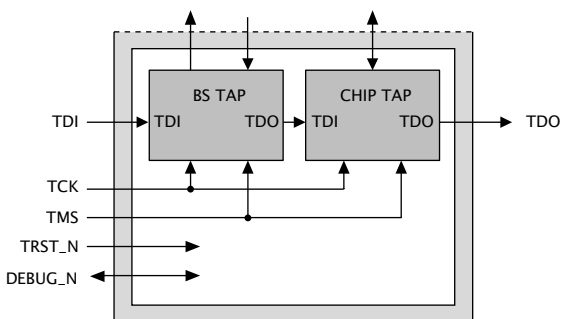 BS TAP
CHIP TAP
TDI
TDI
TDO
TDI
TDO
TDO
TCK
TMS
TRST_N
DEBUG_N